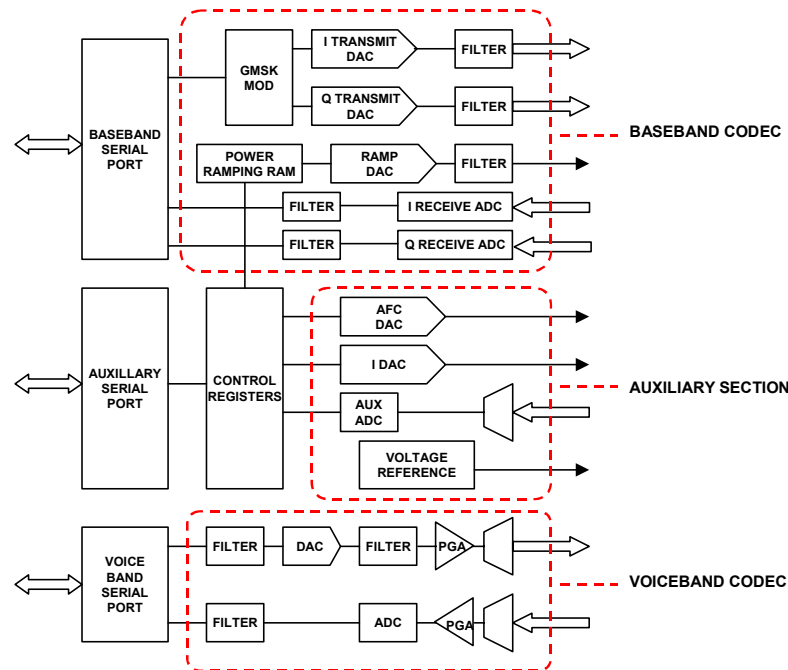 I TRANSMIT
DAC
FILTER
GMSK
MOD
Q TRANSMIT
DAC
FILTER
BASEBAND
SERIAL
PORT
BASEBAND CODEC
POWER
RAMPING RAM
RAMP
DAC
FILTER
FILTER
I RECEIVE ADC
FILTER
Q RECEIVE ADC
AFC
DAC
I DAC
AUXILLARY
SERIAL
PORT
CONTROL
REGISTERS
AUXILIARY SECTION
AUX
ADC
VOLTAGE
REFERENCE
VOICE
BAND
SERIAL
PORT
FILTER
DAC
FILTER
PGA
VOICEBAND CODEC
FILTER
ADC
PGA